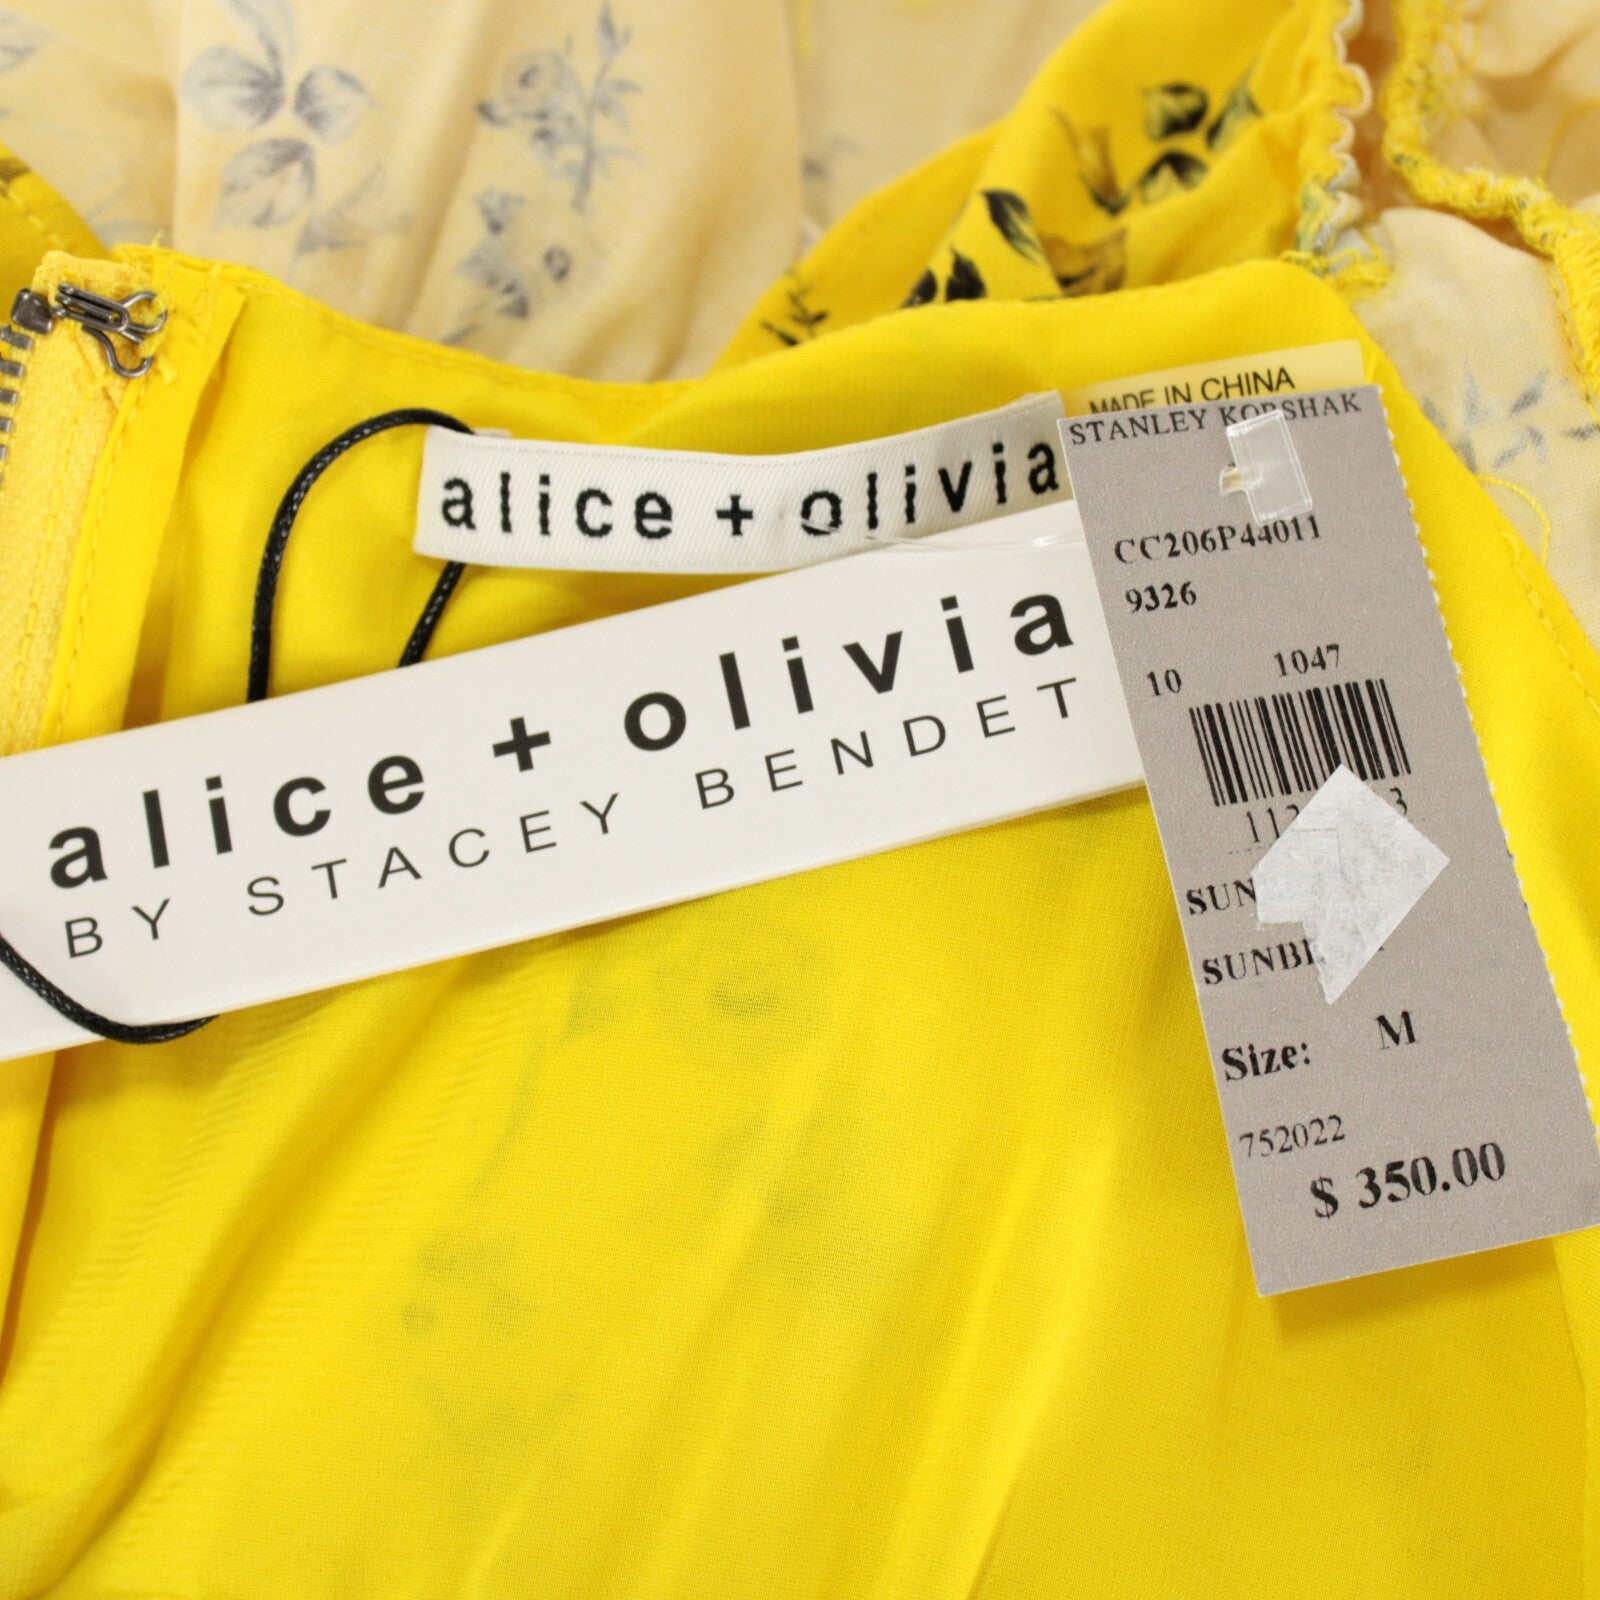 MADE IN CHINA
alice + olivia
alice + olivia
BY STACEY BENDET
STANLEY KORSHAK
CC206P44011
9326
10 1047
Size: M
752022
$ 350.00